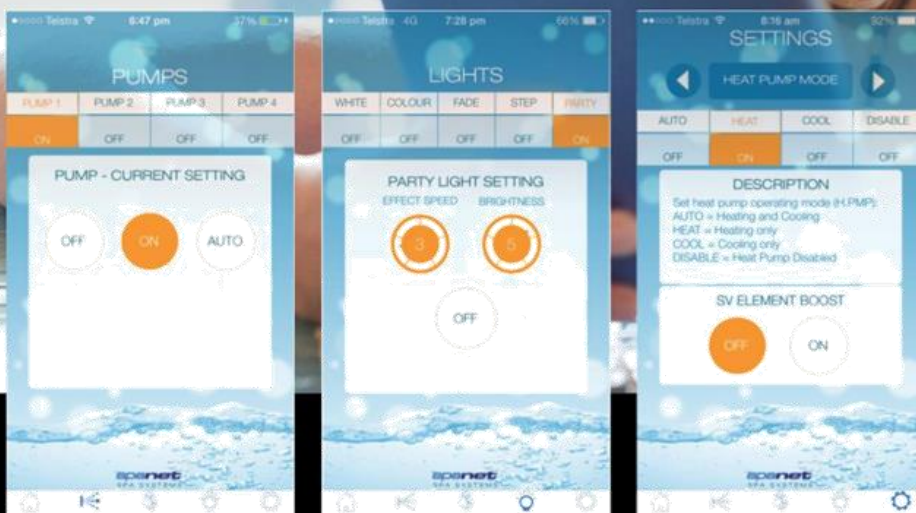 Telstra 6:47 pm 37%
PUMPS
PUMP 1 PUMP 2 PUMP 3 PUMP 4
ON OFF OFF OFF
PUMP - CURRENT SETTING
OFF ON AUTO
spanet
SPA SYSTEMS
Telstra 4G 7:28 pm 66%
LIGHTS
WHITE COLOUR FADE STEP PARTY
OFF OFF OFF OFF ON
PARTY LIGHT SETTING
EFFECT SPEED BRIGHTNESS
3 5
OFF
spanet
SPA SYSTEMS
Telstra 8:16 am 92%
SETTINGS
HEAT PUMP MODE
AUTO HEAT COOL DISABLE
OFF ON OFF OFF
DESCRIPTION
Set heat pump operating mode (H.PMP):
AUTO = Heating and Cooling
HEAT = Heating only
COOL = Cooling only
DISABLE = Heat Pump Disabled
SV ELEMENT BOOST
OFF ON
spanet
SPA SYSTEMS